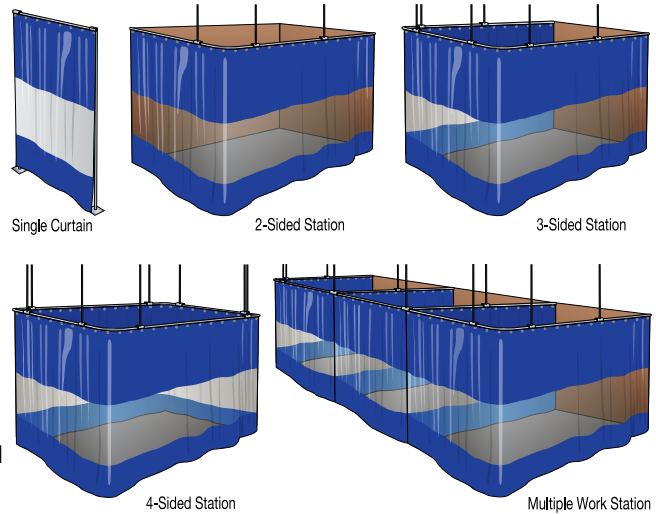 Single Curtain
2-Sided Station
3-Sided Station
4-Sided Station
Multiple Work Station